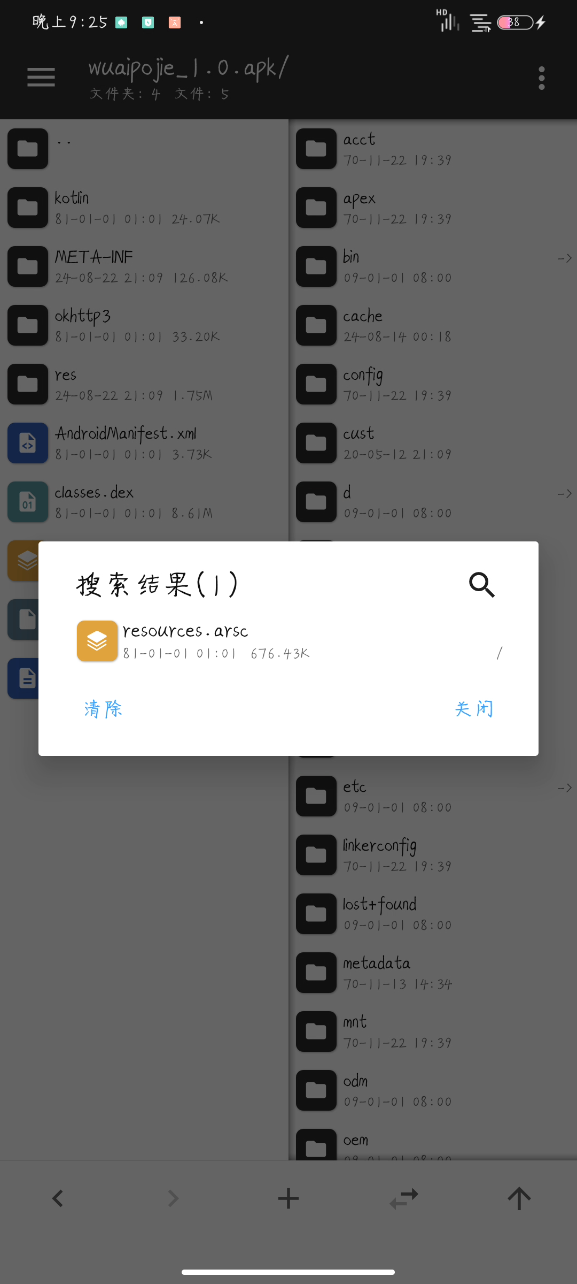 晚上9:25
HD
38
wuaipojie_1.0.apk/
文件夹: 4 文件: 5
..
kotlin
81-01-01 01:01 24.07K
META-INF
24-08-22 21:09 126.08K
okhttp3
81-01-01 01:01 33.20K
res
24-08-22 21:09 1.75M
AndroidManifest.xml
81-01-01 01:01 3.73K
classes.dex
81-01-01 01:01 8.61M
acct
70-11-22 19:39
apex
70-11-22 19:39
bin ->
09-01-01 08:00
cache
24-08-14 00:18
config
70-11-22 19:39
cust
20-05-12 21:09
d ->
09-01-01 08:00
搜索结果(1)
resources.arsc
81-01-01 01:01 676.43K /
清除 关闭
etc ->
09-01-01 08:00
linkerconfig
70-11-22 19:39
lost+found
09-01-01 08:00
metadata
70-11-13 14:34
mnt
70-11-22 19:39
odm
09-01-01 08:00
oem